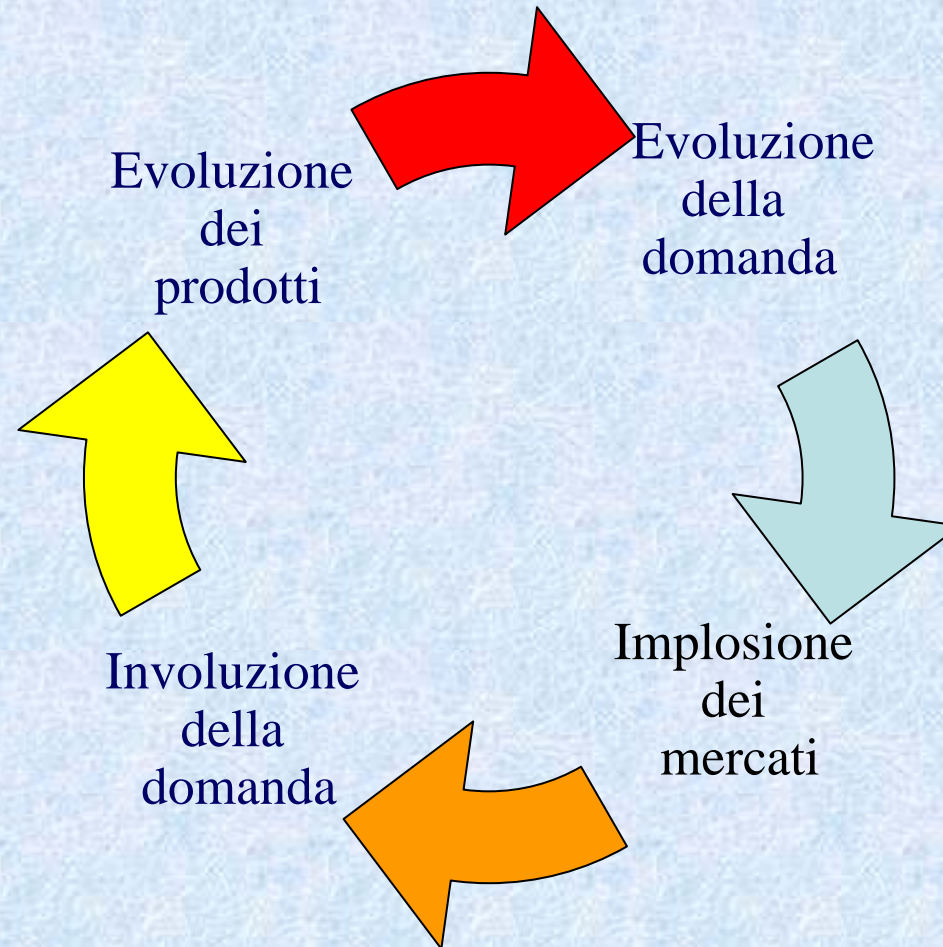 Evoluzione
dei
prodotti
Evoluzione
della
domanda
Implosione
dei
mercati
Involuzione
della
domanda